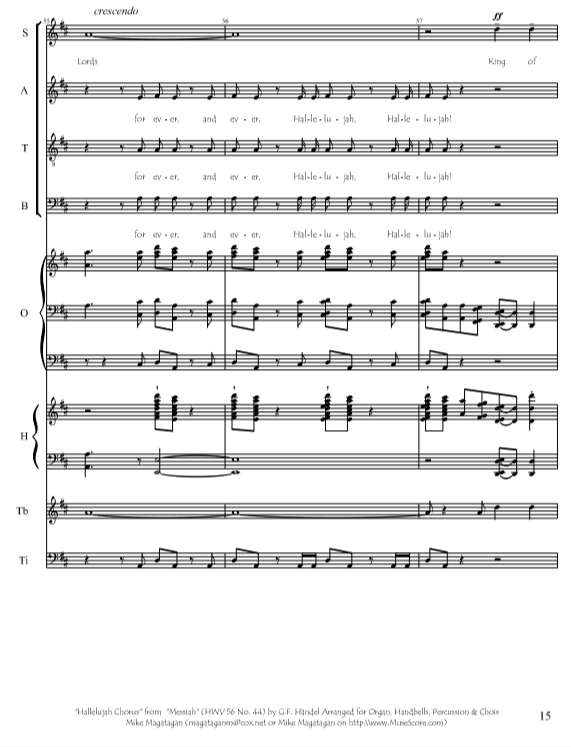 crescendo
55 56 57 ff
S
Lords King of
A
for ev - er, and ev - er, Hal - le - lu - jah, Hal - le - lu - jah!
T
8
for ev - er, and ev - er, Hal - le - lu - jah, Hal - le - lu - jah!
B
for ev - er, and ev - er, Hal - le - lu - jah, Hal - le - lu - jah!
O
H
Tb
Ti
"Hallelujah Chorus" from "Messiah" (HWV 56 No. 44) by G.F. Händel Arranged for Organ, Handbells, Percussion & Choir
Mike Magatagan (magataganm@cox.net or Mike Magatagan on http:\\www.MuseScore.com)
15